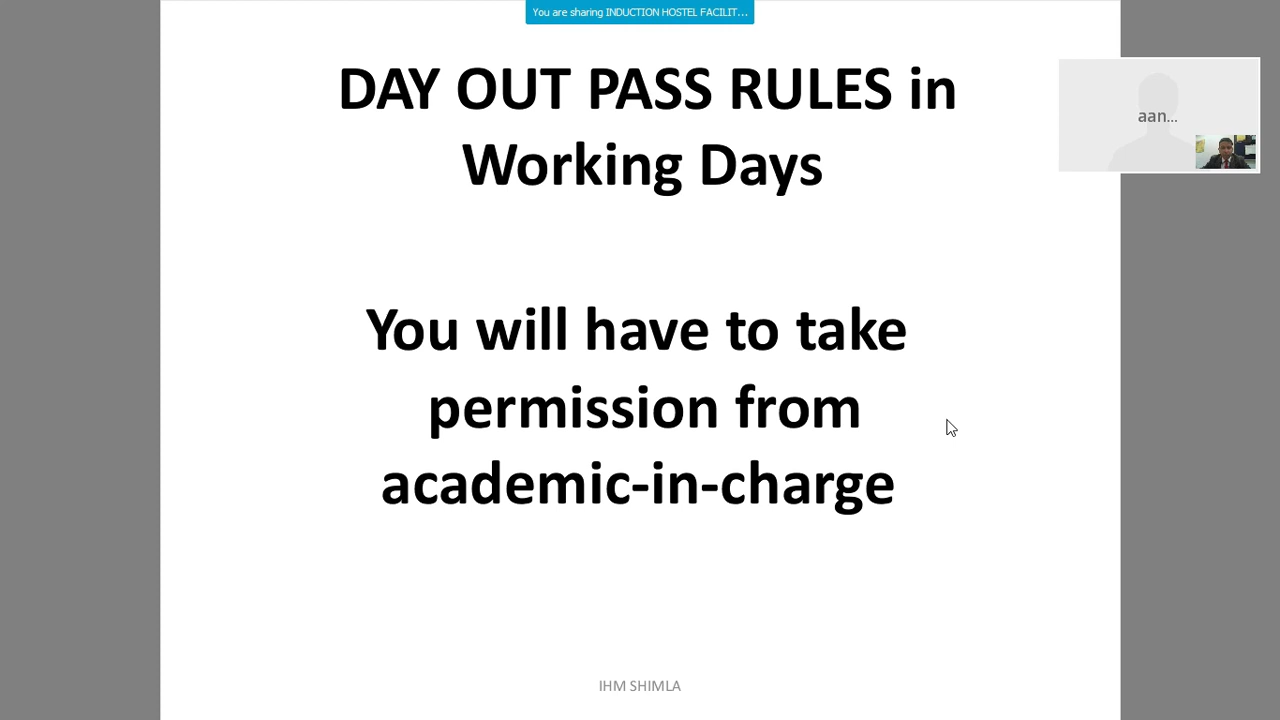 You are sharing INDUCTION HOSTEL FACILIT...
DAY OUT PASS RULES in
Working Days
aan...
You will have to take
permission from
academic-in-charge
IHM SHIMLA